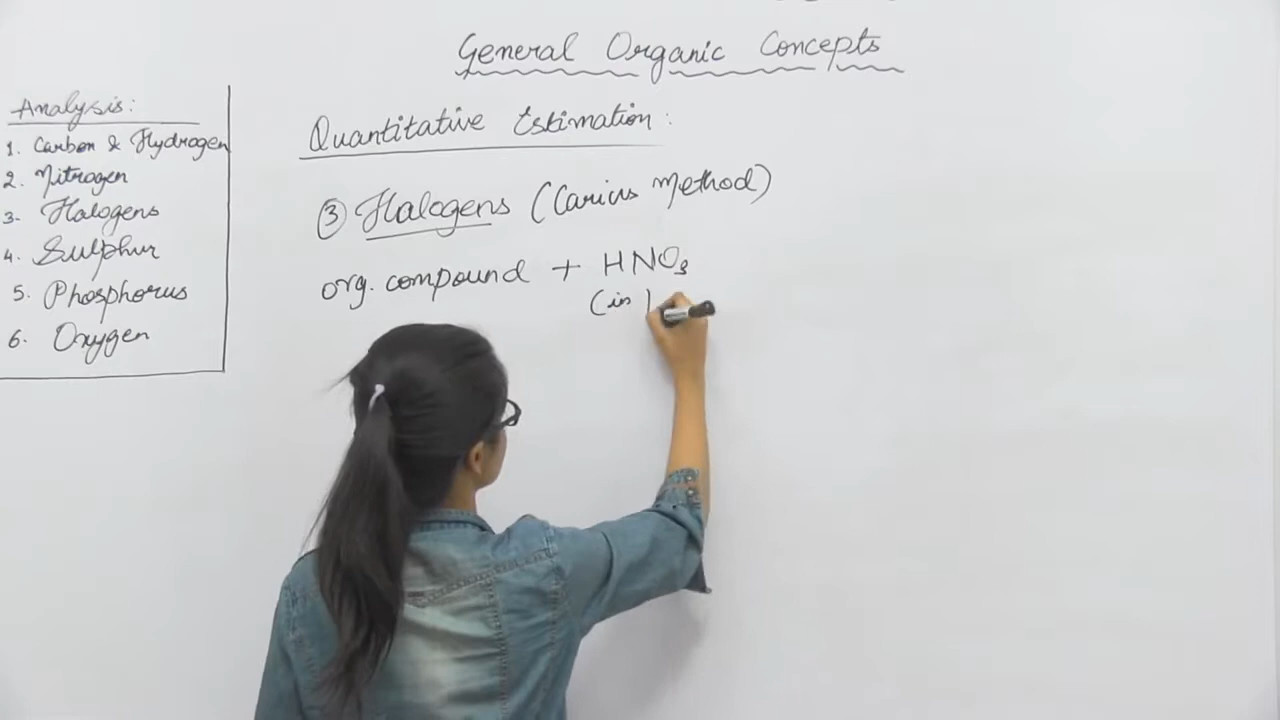 General Organic Concepts
Analysis:
1. Carbon & Hydrogen
2. Nitrogen
3. Halogens
4. Sulphur
5. Phosphorus
6. Oxygen
Quantitative Estimation:
③ Halogens (Carius Method)
org. compound + HNO₃
(in